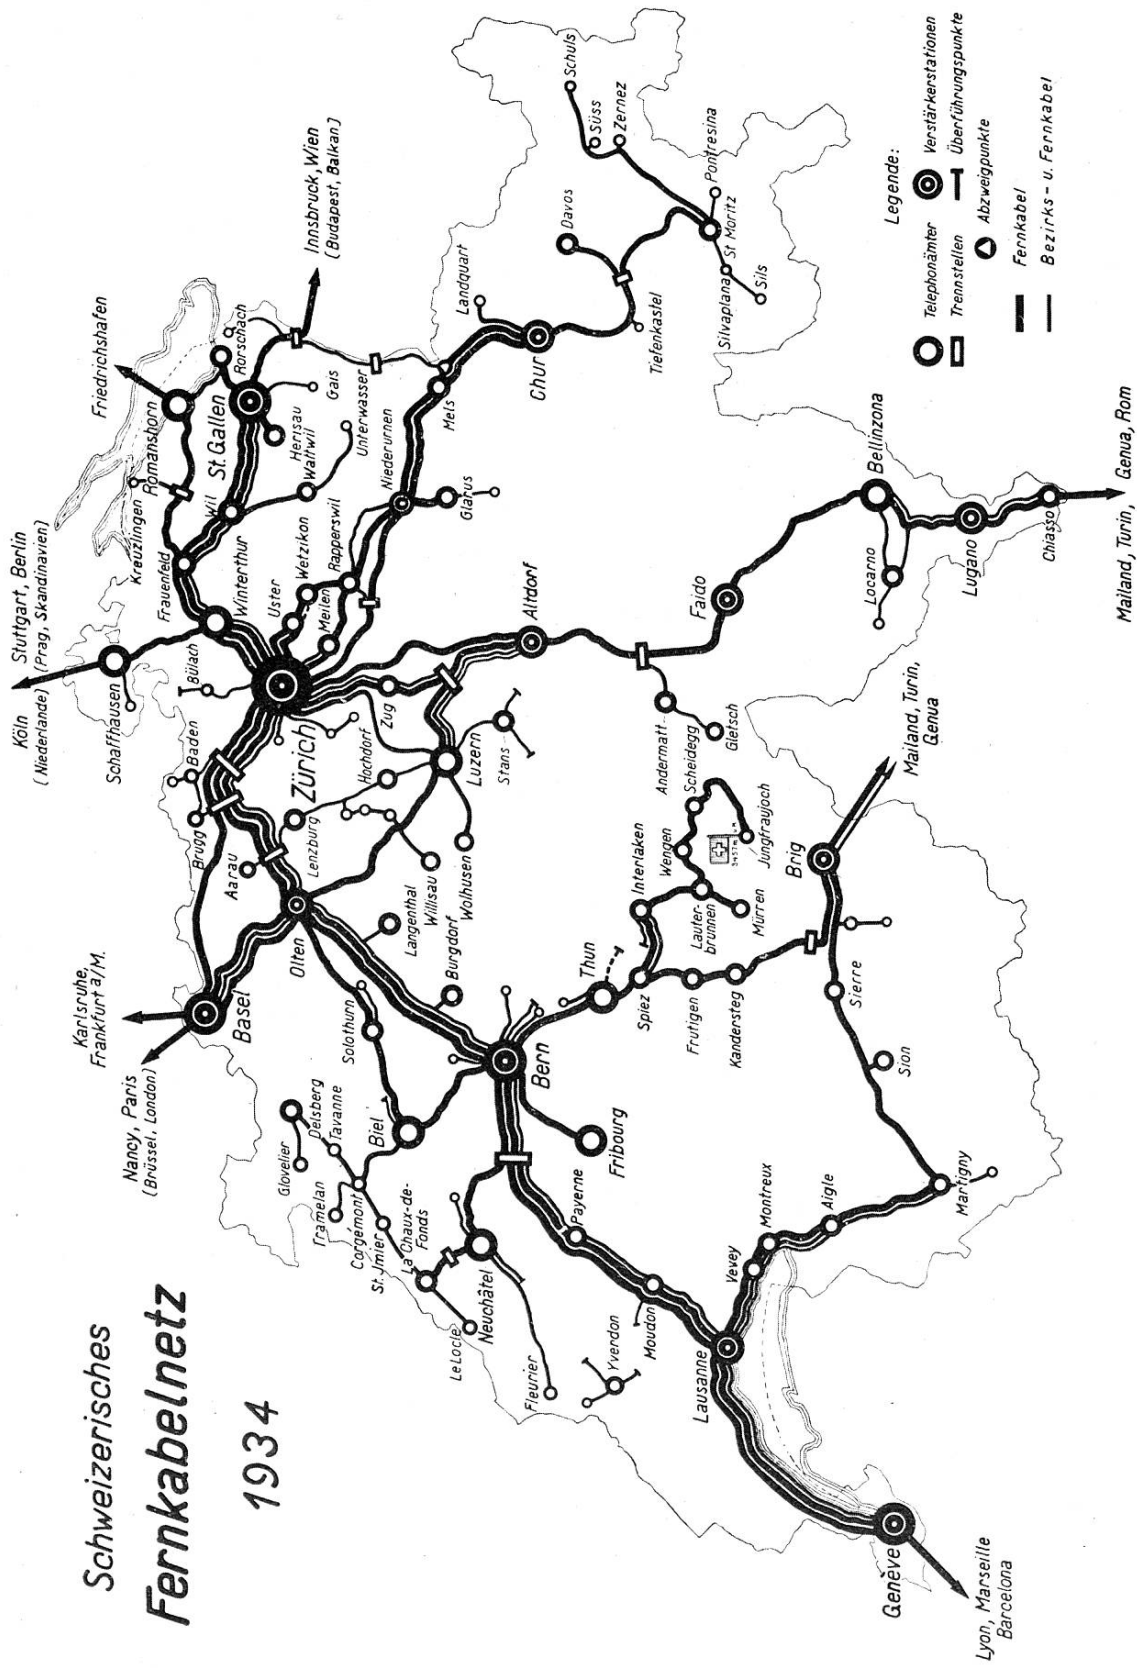 Schweizerisches
Fernkabelnetz
1934
Köln
(Niederlande)
Stuttgart, Berlin
(Prag, Skandinavien)
Karlsruhe,
Frankfurt a/M.
Nancy, Paris
(Brüssel, London)
Friedrichshafen
Innsbruck, Wien
(Budapest, Balkan)
Schaffhausen
Kreuzlingen
Romanshorn
Frauenfeld
Rorschach
St.Gallen
Wil
Winterthur
Bülach
Baden
Brugg
Aarau
Basel
Olten
Lenzburg
Zürich
Uster
Wetzikon
Meilen
Rapperswil
Herisau
Wattwil
Gais
Unterwasser
Niederurnen
Glarus
Mels
Landquart
Chur
Davos
Schuls
Süss
Zernez
Pontresina
St Moritz
Silvaplana
Sils
Tiefenkastel
Glovelier
Delsberg
Tavanne
Tramelan
Corgémont
St. Jmier
La Chaux-de-
Fonds
Le Locle
Neuchâtel
Fleurier
Yverdon
Biel
Solothurn
Langenthal
Burgdorf
Willisau
Wolhusen
Hochdorf
Luzern
Zug
Stans
Altdorf
Bern
Fribourg
Payerne
Moudon
Lausanne
Vevey
Montreux
Aigle
Martigny
Sion
Sierre
Brig
Thun
Spiez
Interlaken
Frutigen
Kandersteg
Lauter-
brunnen
Mürren
Wengen
Scheidegg
Jungfraujoch
Andermatt
Gletsch
Faido
Bellinzona
Locarno
Lugano
Chiasso
Genève
Lyon, Marseille
Barcelona
Mailand, Turin,
Genua
Mailand, Turin, Genua, Rom
Legende:
Telephonämter
Verstärkerstationen
Trennstellen
Überführungspunkte
Abzweigpunkte
Fernkabel
Bezirks- u. Fernkabel